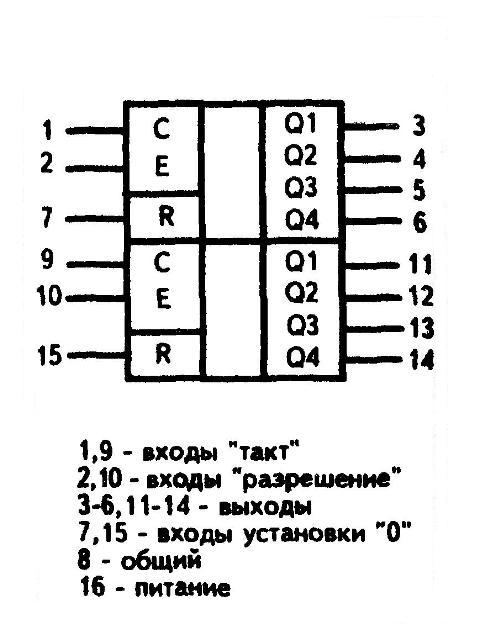 1 C Q1 3
2 E Q2 4
Q3 5
7 R Q4 6
9 C Q1 11
10 E Q2 12
Q3 13
15 R Q4 14
1,9 - входы "такт"
2,10 - входы "разрешение"
3-6,11-14 - выходы
7,15 - входы установки "0"
8 - общий
16 - питание